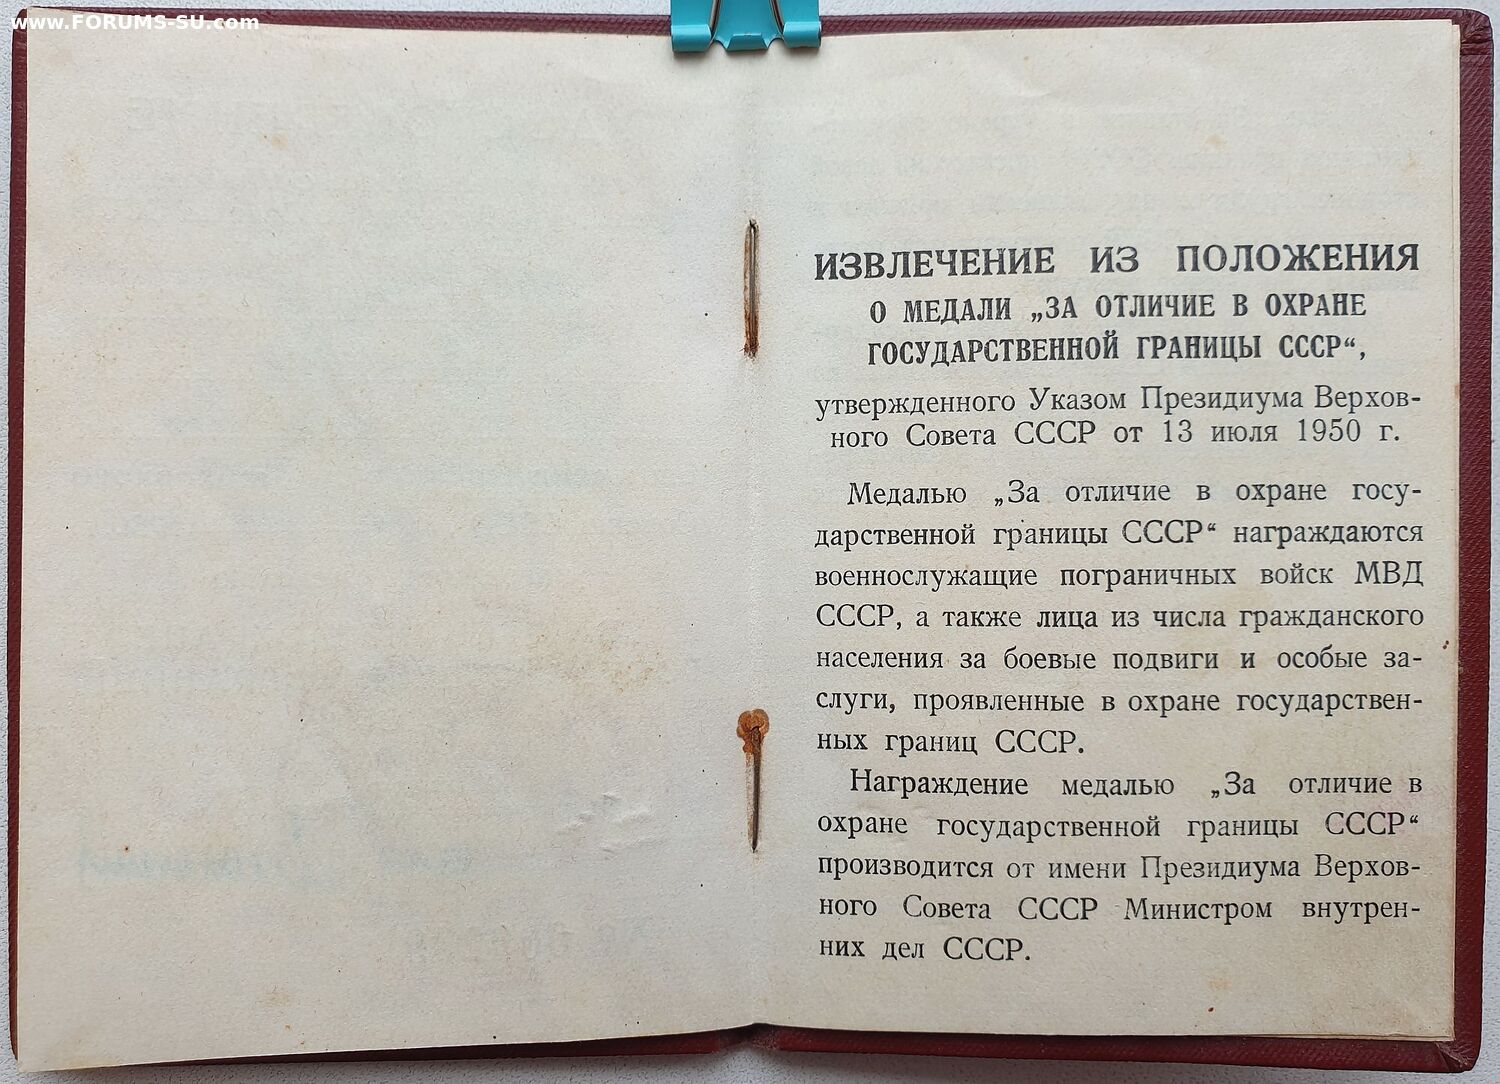 www.FORUMS-SU.com
ИЗВЛЕЧЕНИЕ ИЗ ПОЛОЖЕНИЯ
О МЕДАЛИ „ЗА ОТЛИЧИЕ В ОХРАНЕ
ГОСУДАРСТВЕННОЙ ГРАНИЦЫ СССР“,
утвержденного Указом Президиума Верхов-
ного Совета СССР от 13 июля 1950 г.
Медалью „За отличие в охране госу-
дарственной границы СССР“ награждаются
военнослужащие пограничных войск МВД
СССР, а также лица из числа гражданского
населения за боевые подвиги и особые за-
слуги, проявленные в охране государствен-
ных границ СССР.
Награждение медалью „За отличие в
охране государственной границы СССР“
производится от имени Президиума Верхов-
ного Совета СССР Министром внутрен-
них дел СССР.